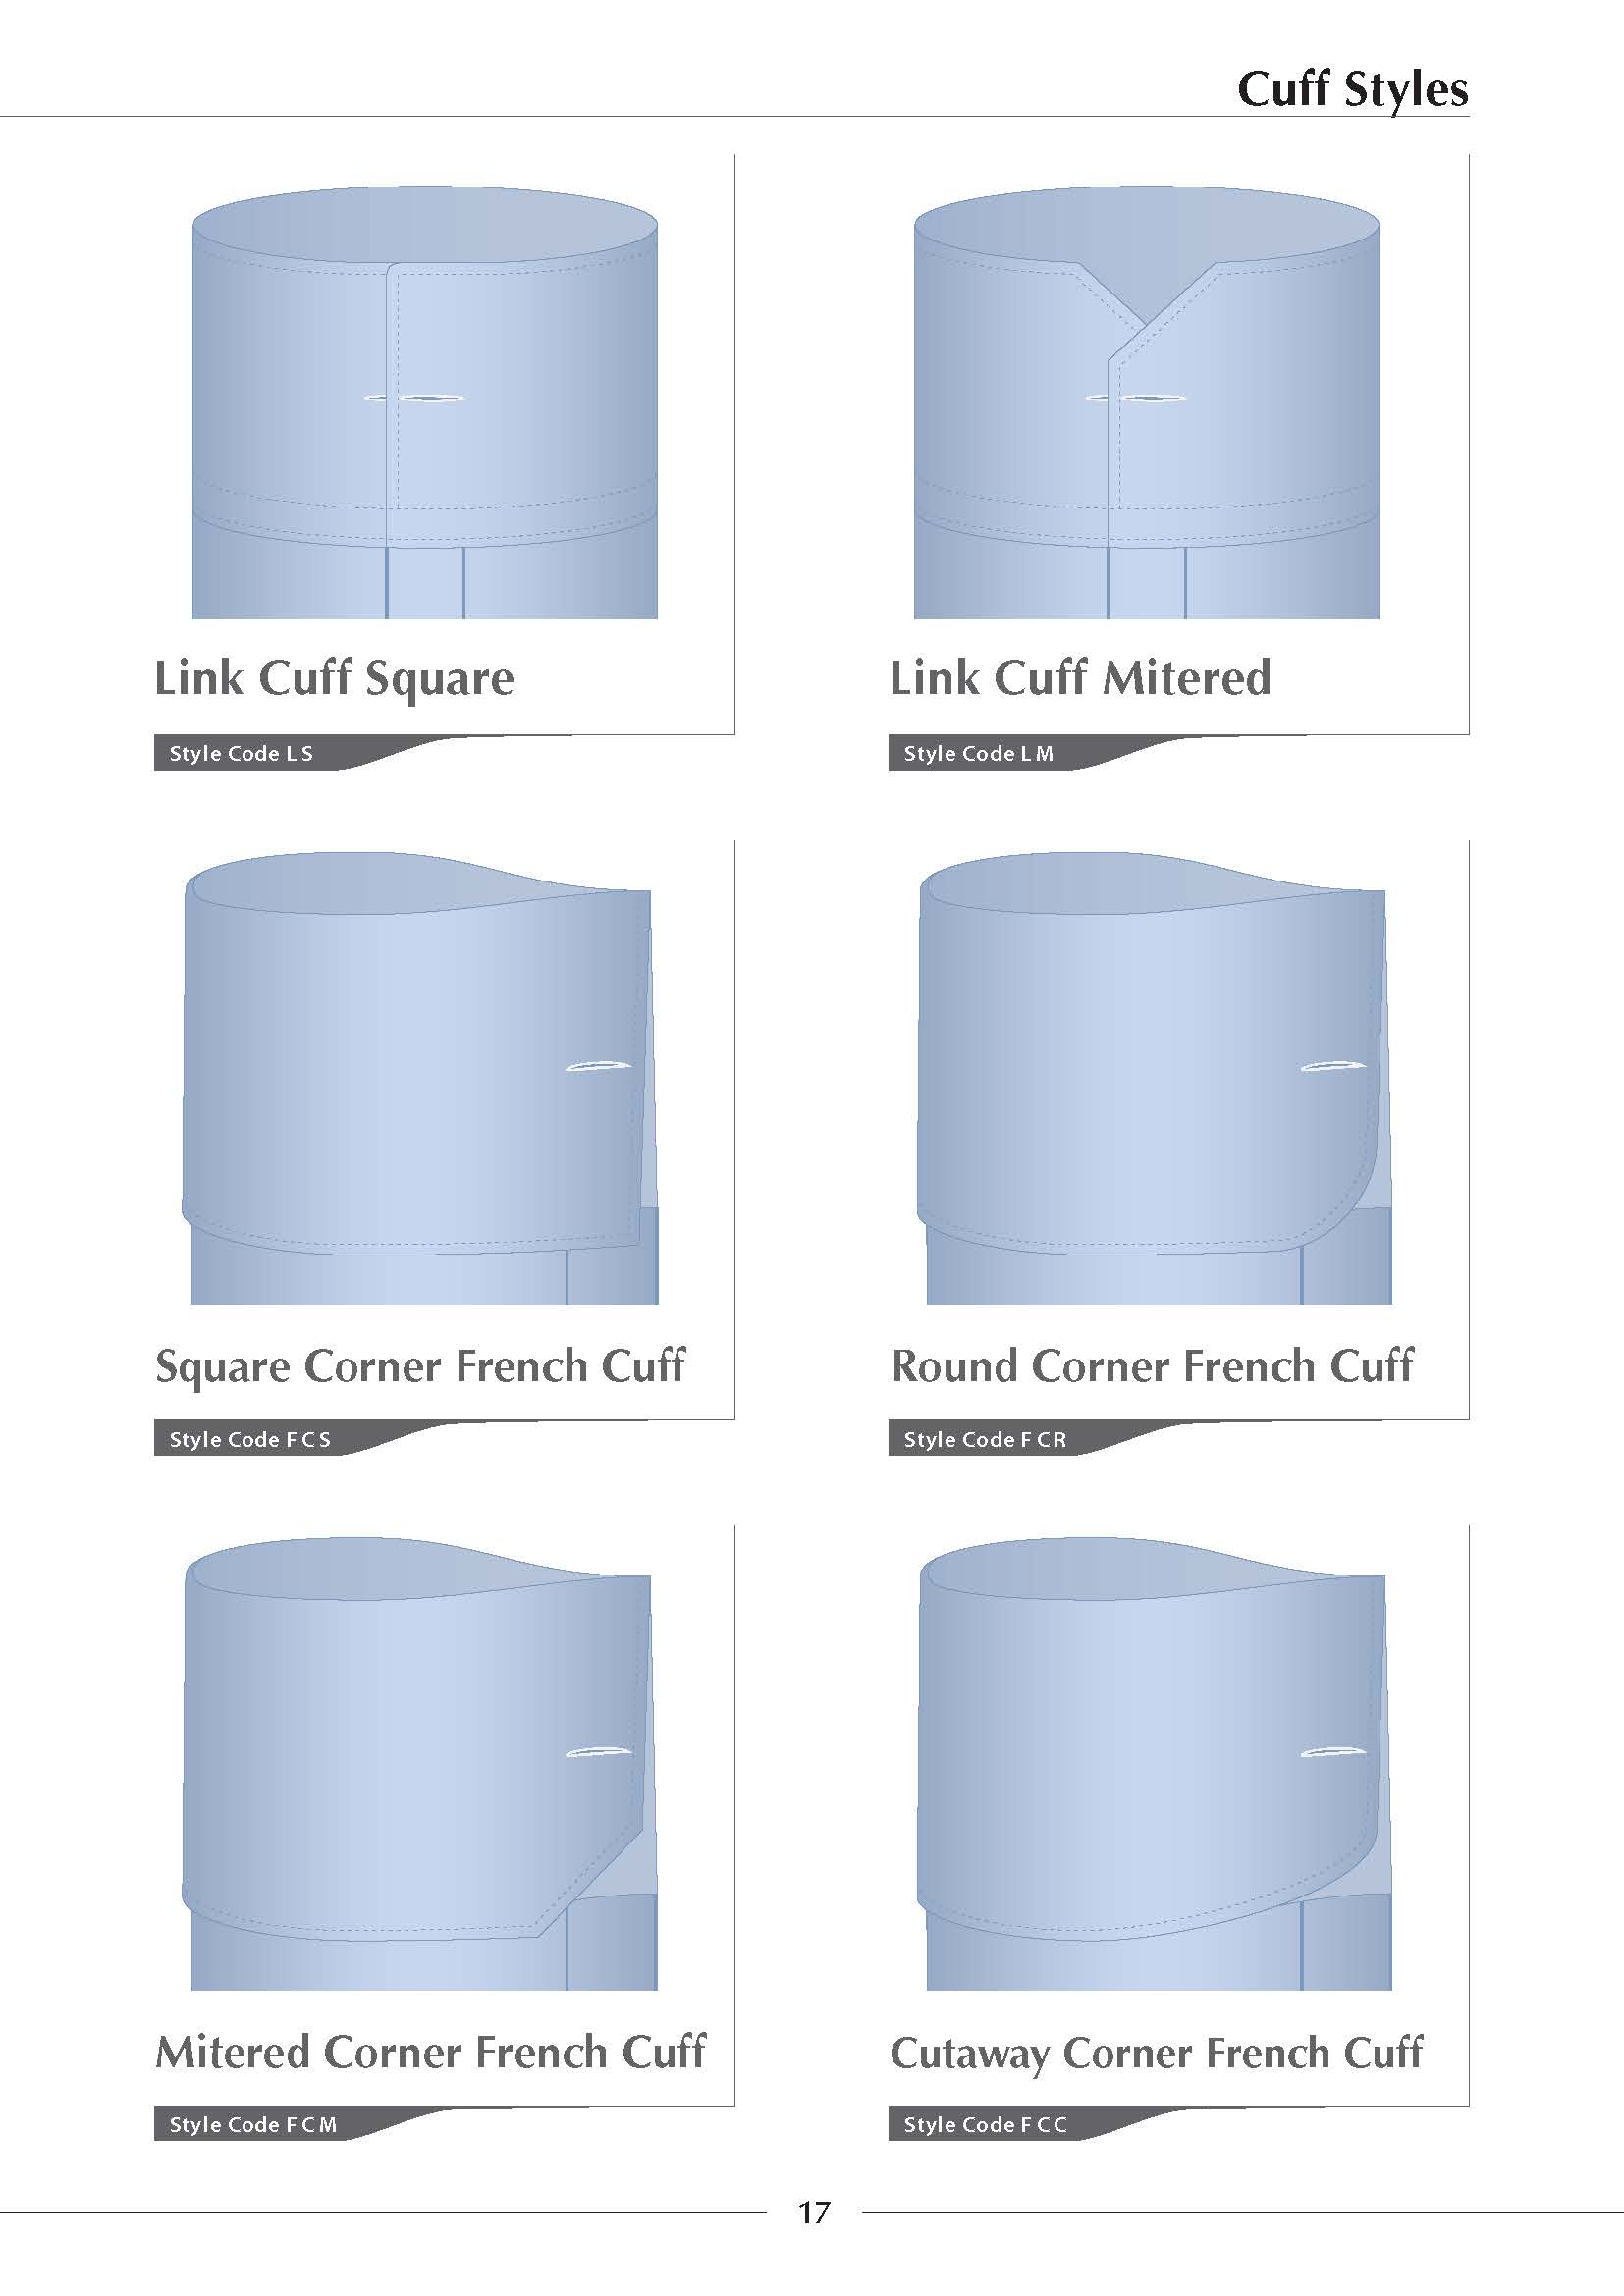 Cuff Styles
Link Cuff Square
Style Code L S
Link Cuff Mitered
Style Code L M
Square Corner French Cuff
Style Code F C S
Round Corner French Cuff
Style Code F C R
Mitered Corner French Cuff
Style Code F C M
Cutaway Corner French Cuff
Style Code F C C
17